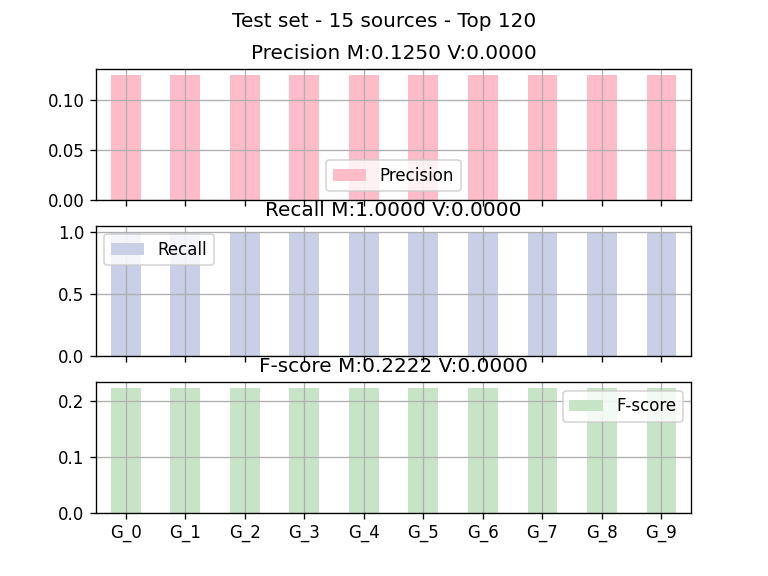 Test set - 15 sources - Top 120
Precision M:0.1250 V:0.0000
0.10
0.05
0.00
Precision
Recall M:1.0000 V:0.0000
1.0
0.5
0.0
Recall
F-score M:0.2222 V:0.0000
0.2
0.1
0.0
F-score
G_0 G_1 G_2 G_3 G_4 G_5 G_6 G_7 G_8 G_9